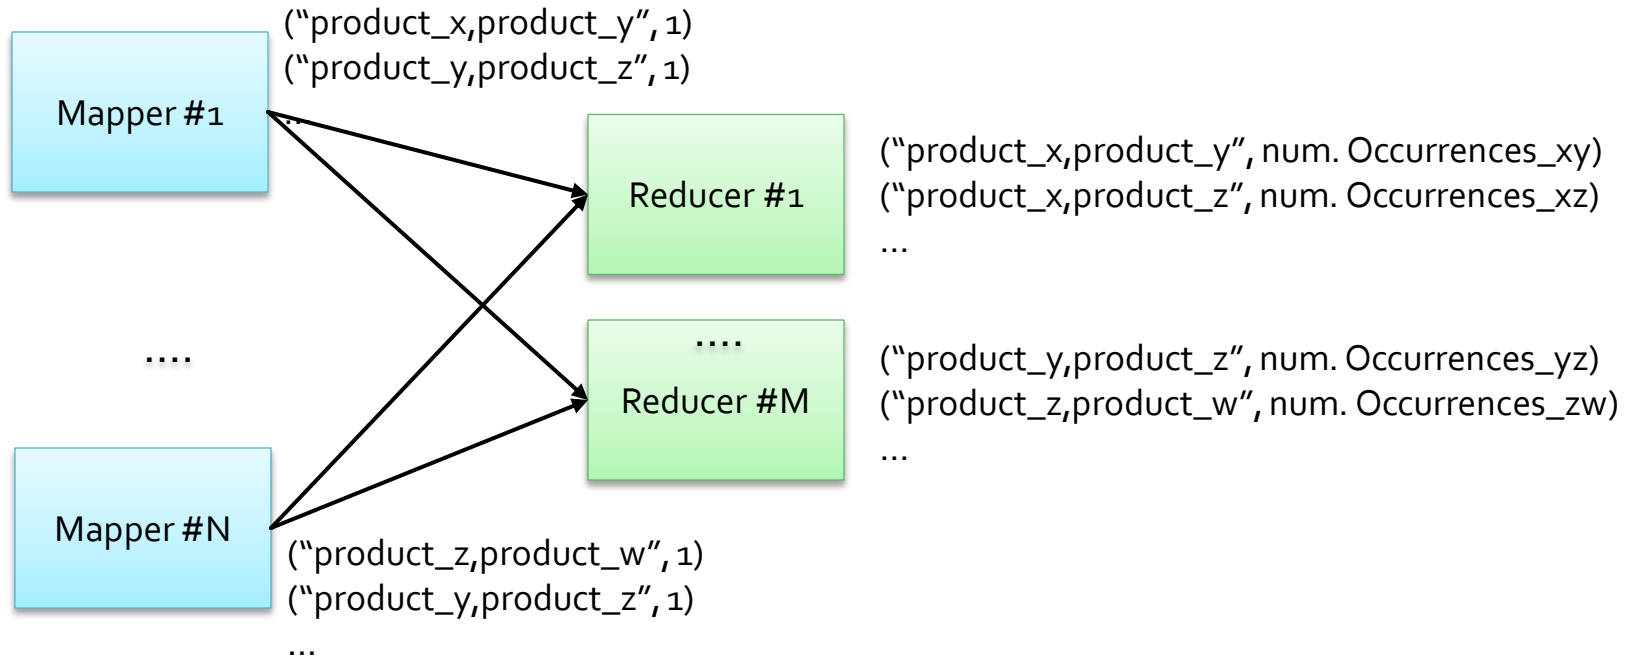 (“product_x,product_y”, 1)
(“product_y,product_z”, 1)
...
Mapper #1
Reducer #1
(“product_x,product_y”, num. Occurrences_xy)
(“product_x,product_z”, num. Occurrences_xz)
...
....
....
Reducer #M
(“product_y,product_z”, num. Occurrences_yz)
(“product_z,product_w”, num. Occurrences_zw)
...
Mapper #N
(“product_z,product_w”, 1)
(“product_y,product_z”, 1)
...